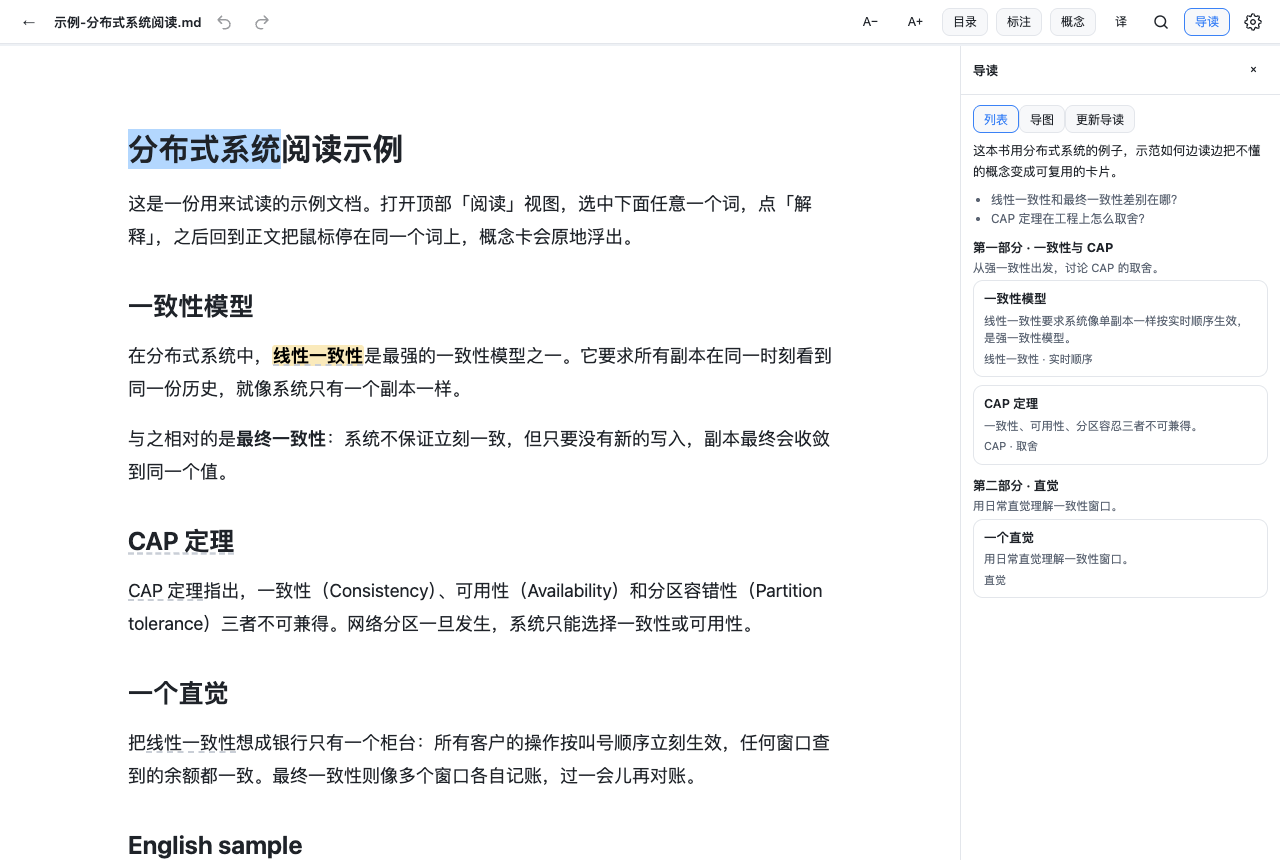 ← 示例-分布式系统阅读.md A− A+ 目录 标注 概念 译 导读
分布式系统阅读示例
这是一份用来试读的示例文档。打开顶部「阅读」视图，选中下面任意一个词，点「解
释」，之后回到正文把鼠标停在同一个词上，概念卡会原地浮出。
一致性模型
在分布式系统中，线性一致性是最强的一致性模型之一。它要求所有副本在同一时刻看到
同一份历史，就像系统只有一个副本一样。
与之相对的是最终一致性：系统不保证立刻一致，但只要没有新的写入，副本最终会收敛
到同一个值。
CAP 定理
CAP 定理指出，一致性（Consistency）、可用性（Availability）和分区容错性（Partition
tolerance）三者不可兼得。网络分区一旦发生，系统只能选择一致性或可用性。
一个直觉
把线性一致性想成银行只有一个柜台：所有客户的操作按叫号顺序立刻生效，任何窗口查
到的余额都一致。最终一致性则像多个窗口各自记账，过一会儿再对账。
English sample
导读 ×
列表 导图 更新导读
这本书用分布式系统的例子，示范如何边读边把不懂
的概念变成可复用的卡片。
• 线性一致性和最终一致性差别在哪?
• CAP 定理在工程上怎么取舍?
第一部分 · 一致性与 CAP
从强一致性出发，讨论 CAP 的取舍。
一致性模型
线性一致性要求系统像单副本一样按实时顺序生效，
是强一致性模型。
线性一致性 · 实时顺序
CAP 定理
一致性、可用性、分区容忍三者不可兼得。
CAP · 取舍
第二部分 · 直觉
用日常直觉理解一致性窗口。
一个直觉
用日常直觉理解一致性窗口。
直觉